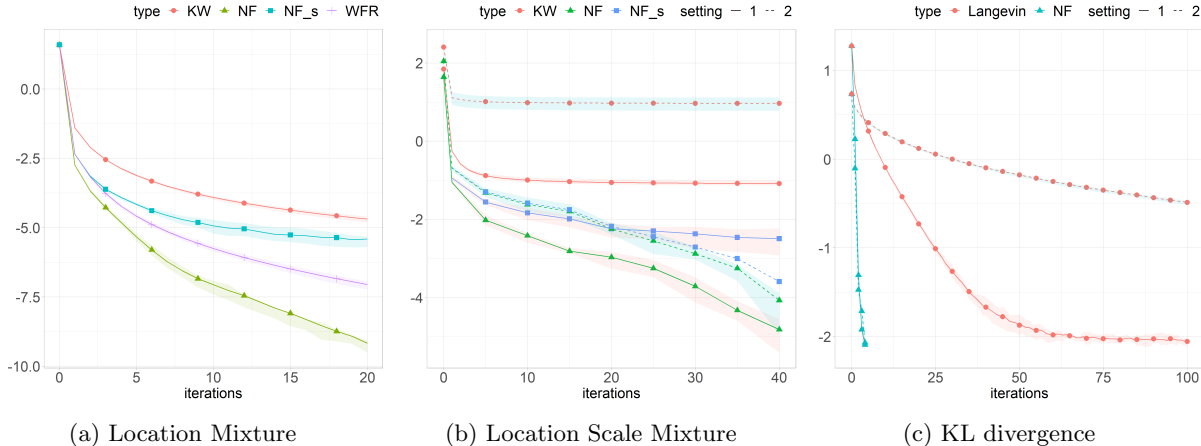 type KW NF NF_s WFR
0.0
-2.5
-5.0
-7.5
-10.0
0 5 10 15 20
iterations
(a) Location Mixture
type KW NF NF_s setting 1 2
2
0
-2
-4
0 10 20 30 40
iterations
(b) Location Scale Mixture
type Langevin NF setting 1 2
1
0
-1
-2
0 25 50 75 100
iterations
(c) KL divergence